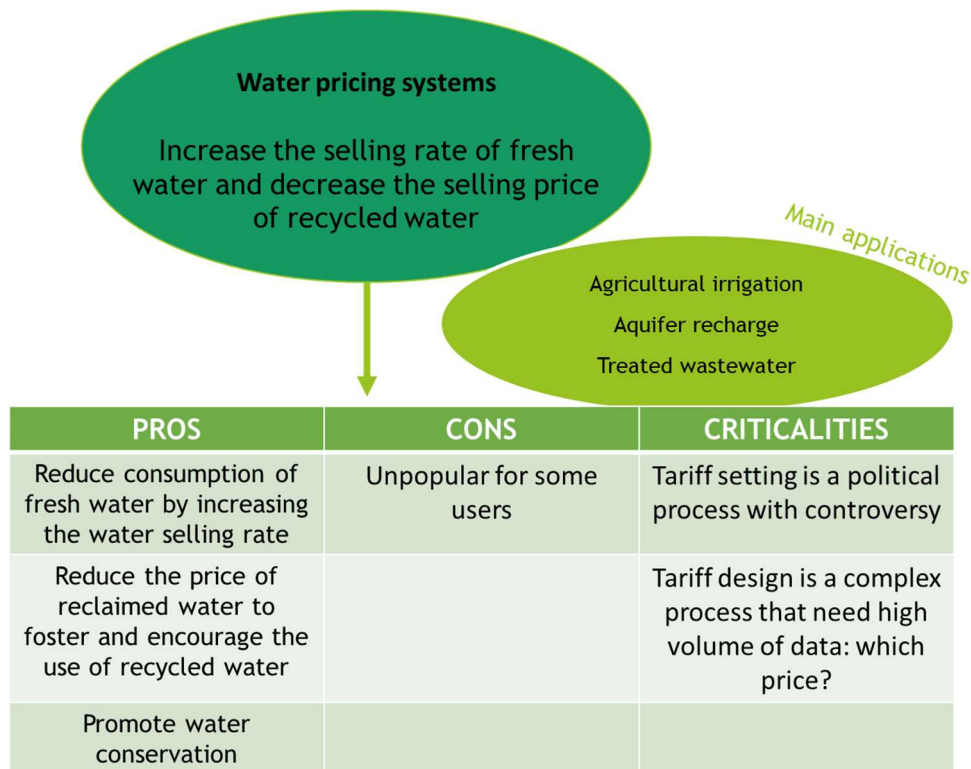 Water pricing systems
Increase the selling rate of fresh
water and decrease the selling price
of recycled water
Main applications
Agricultural irrigation
Aquifer recharge
Treated wastewater
PROS
CONS
CRITICALITIES
Reduce consumption of
fresh water by increasing
the water selling rate
Unpopular for some
users
Tariff setting is a political
process with controversy
Reduce the price of
reclaimed water to
foster and encourage the
use of recycled water
Tariff design is a complex
process that need high
volume of data: which
price?
Promote water
conservation